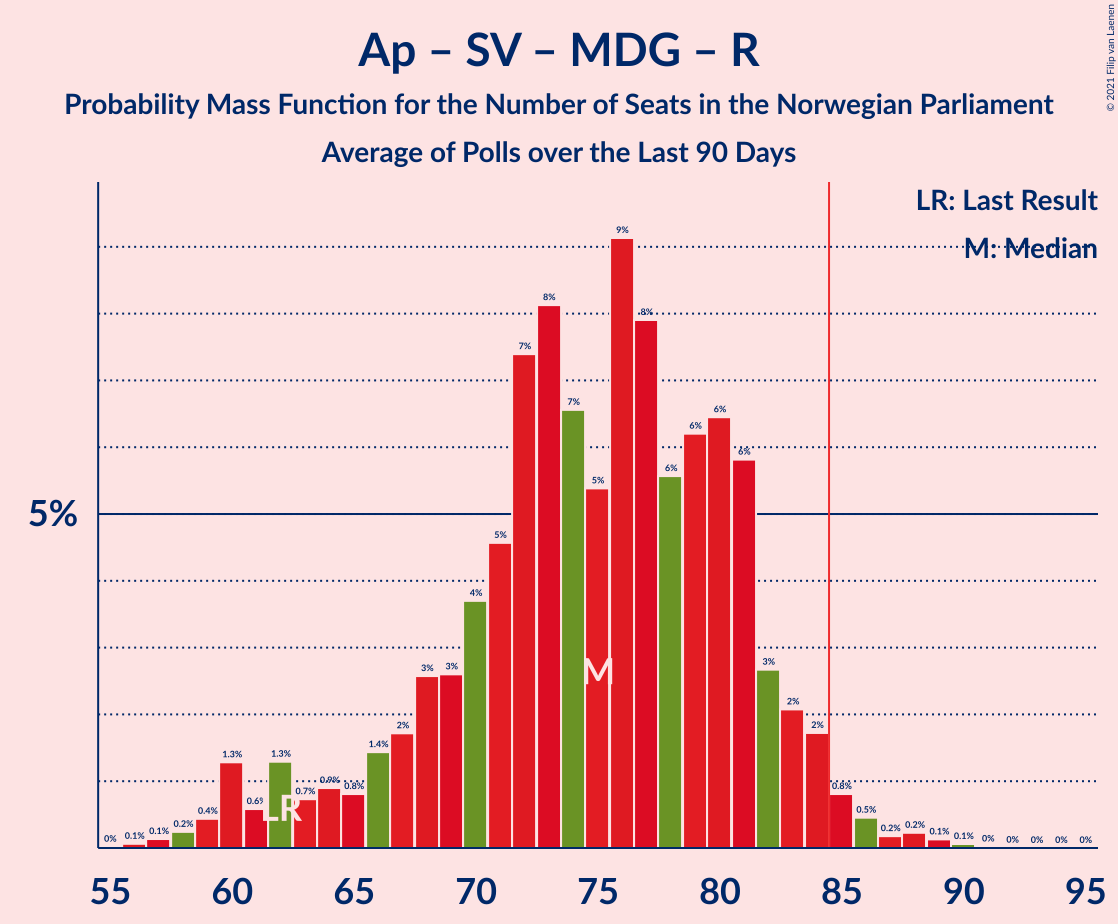 Ap – SV – MDG – R
Probability Mass Function for the Number of Seats in the Norwegian Parliament
Average of Polls over the Last 90 Days
© 2021 Filip van Laenen
LR: Last Result
M: Median
5%
0% 0.1% 0.1% 0.2% 0.4% 1.3% 0.6% 1.3% 0.7% 0.9% 0.8% 1.4% 2% 3% 3% 4% 5% 7% 8% 7% 5% 9% 8% 6% 6% 6% 6% 3% 2% 2% 0.8% 0.5% 0.2% 0.2% 0.1% 0.1% 0% 0% 0% 0% 0%
LR
M
55 60 65 70 75 80 85 90 95